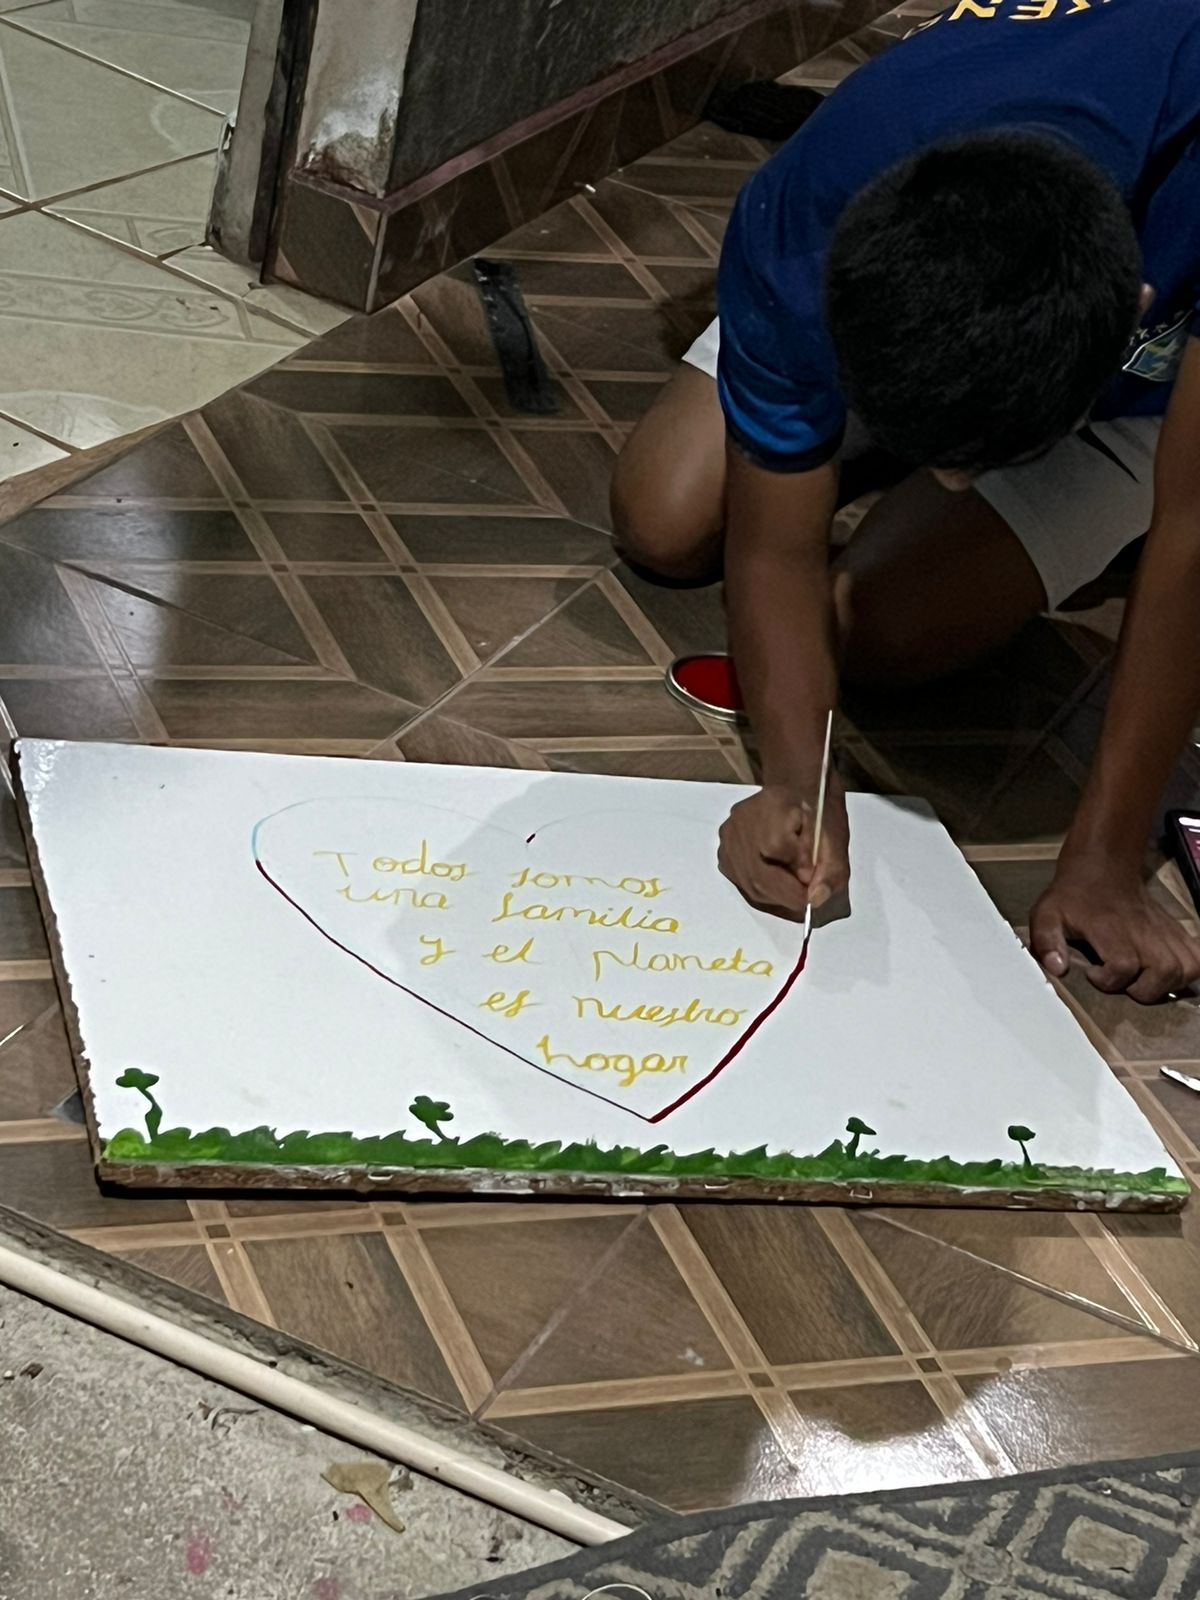 Todos somos
una familia
y el planeta
es nuestro
hogar